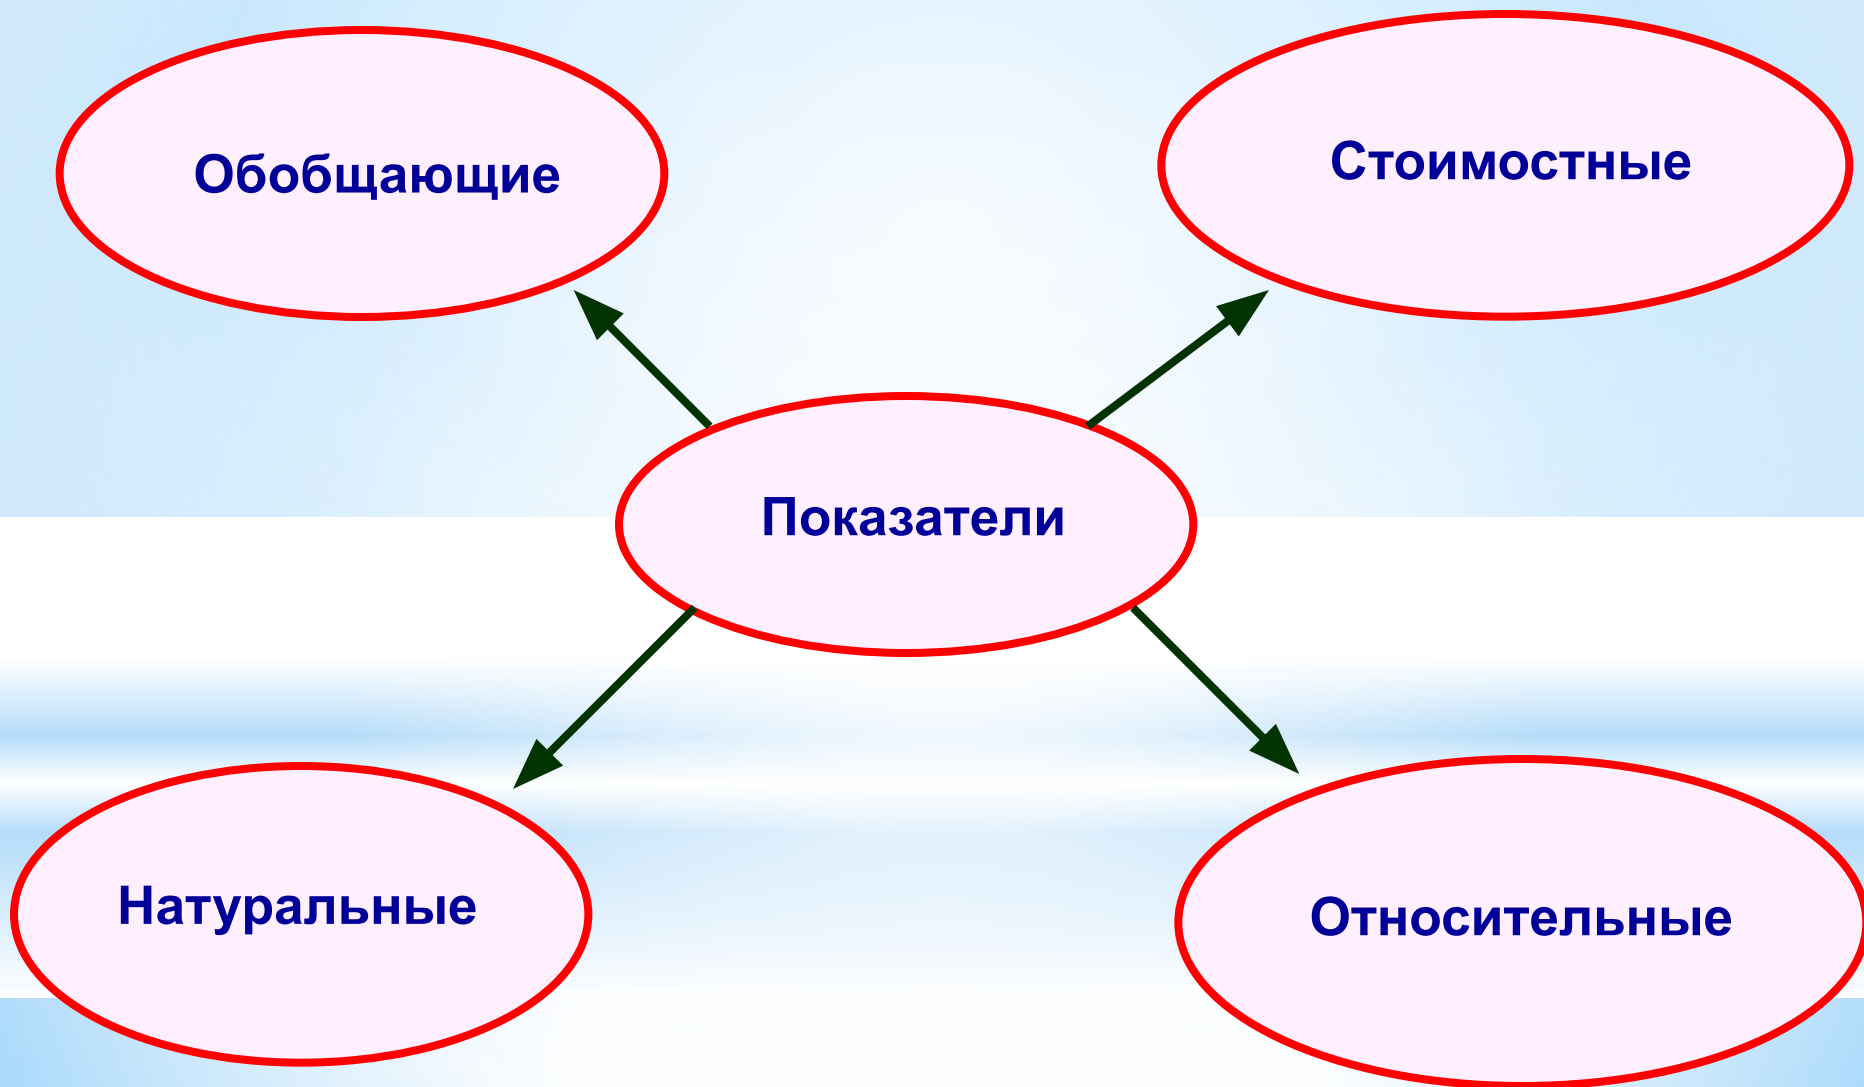 Обобщающие
Стоимостные
Показатели
Натуральные
Относительные